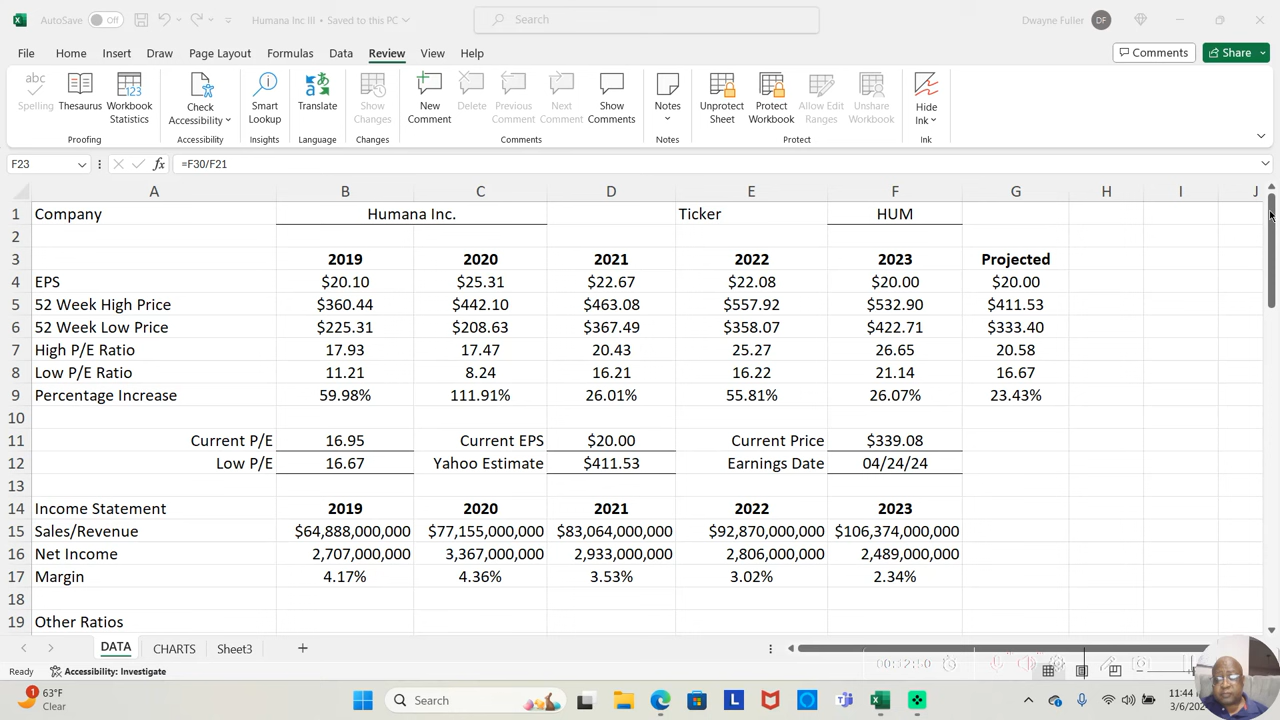 AutoSave Off Humana Inc III • Saved to this PC Search Dwayne Fuller DF
File Home Insert Draw Page Layout Formulas Data Review View Help Comments Share
Spelling Thesaurus Workbook Statistics Check Accessibility Smart Lookup Translate Show Changes New Comment Delete Previous Comment Next Comment Show Comments Notes Unprotect Sheet Protect Workbook Allow Edit Ranges Unshare Workbook Hide Ink
Proofing Accessibility Insights Language Changes Comments Notes Protect Ink
F23 fx =F30/F21
A B C D E F G H I J
1 Company Humana Inc. Ticker HUM
2
3 2019 2020 2021 2022 2023 Projected
4 EPS $20.10 $25.31 $22.67 $22.08 $20.00 $20.00
5 52 Week High Price $360.44 $442.10 $463.08 $557.92 $532.90 $411.53
6 52 Week Low Price $225.31 $208.63 $367.49 $358.07 $422.71 $333.40
7 High P/E Ratio 17.93 17.47 20.43 25.27 26.65 20.58
8 Low P/E Ratio 11.21 8.24 16.21 16.22 21.14 16.67
9 Percentage Increase 59.98% 111.91% 26.01% 55.81% 26.07% 23.43%
10
11 Current P/E 16.95 Current EPS $20.00 Current Price $339.08
12 Low P/E 16.67 Yahoo Estimate $411.53 Earnings Date 04/24/24
13
14 Income Statement 2019 2020 2021 2022 2023
15 Sales/Revenue $64,888,000,000 $77,155,000,000 $83,064,000,000 $92,870,000,000 $106,374,000,000
16 Net Income 2,707,000,000 3,367,000,000 2,933,000,000 2,806,000,000 2,489,000,000
17 Margin 4.17% 4.36% 3.53% 3.02% 2.34%
18
19 Other Ratios
DATA CHARTS Sheet3
Ready Accessibility: Investigate 00:12:50
63°F Search 11:44
Clear 3/6/20